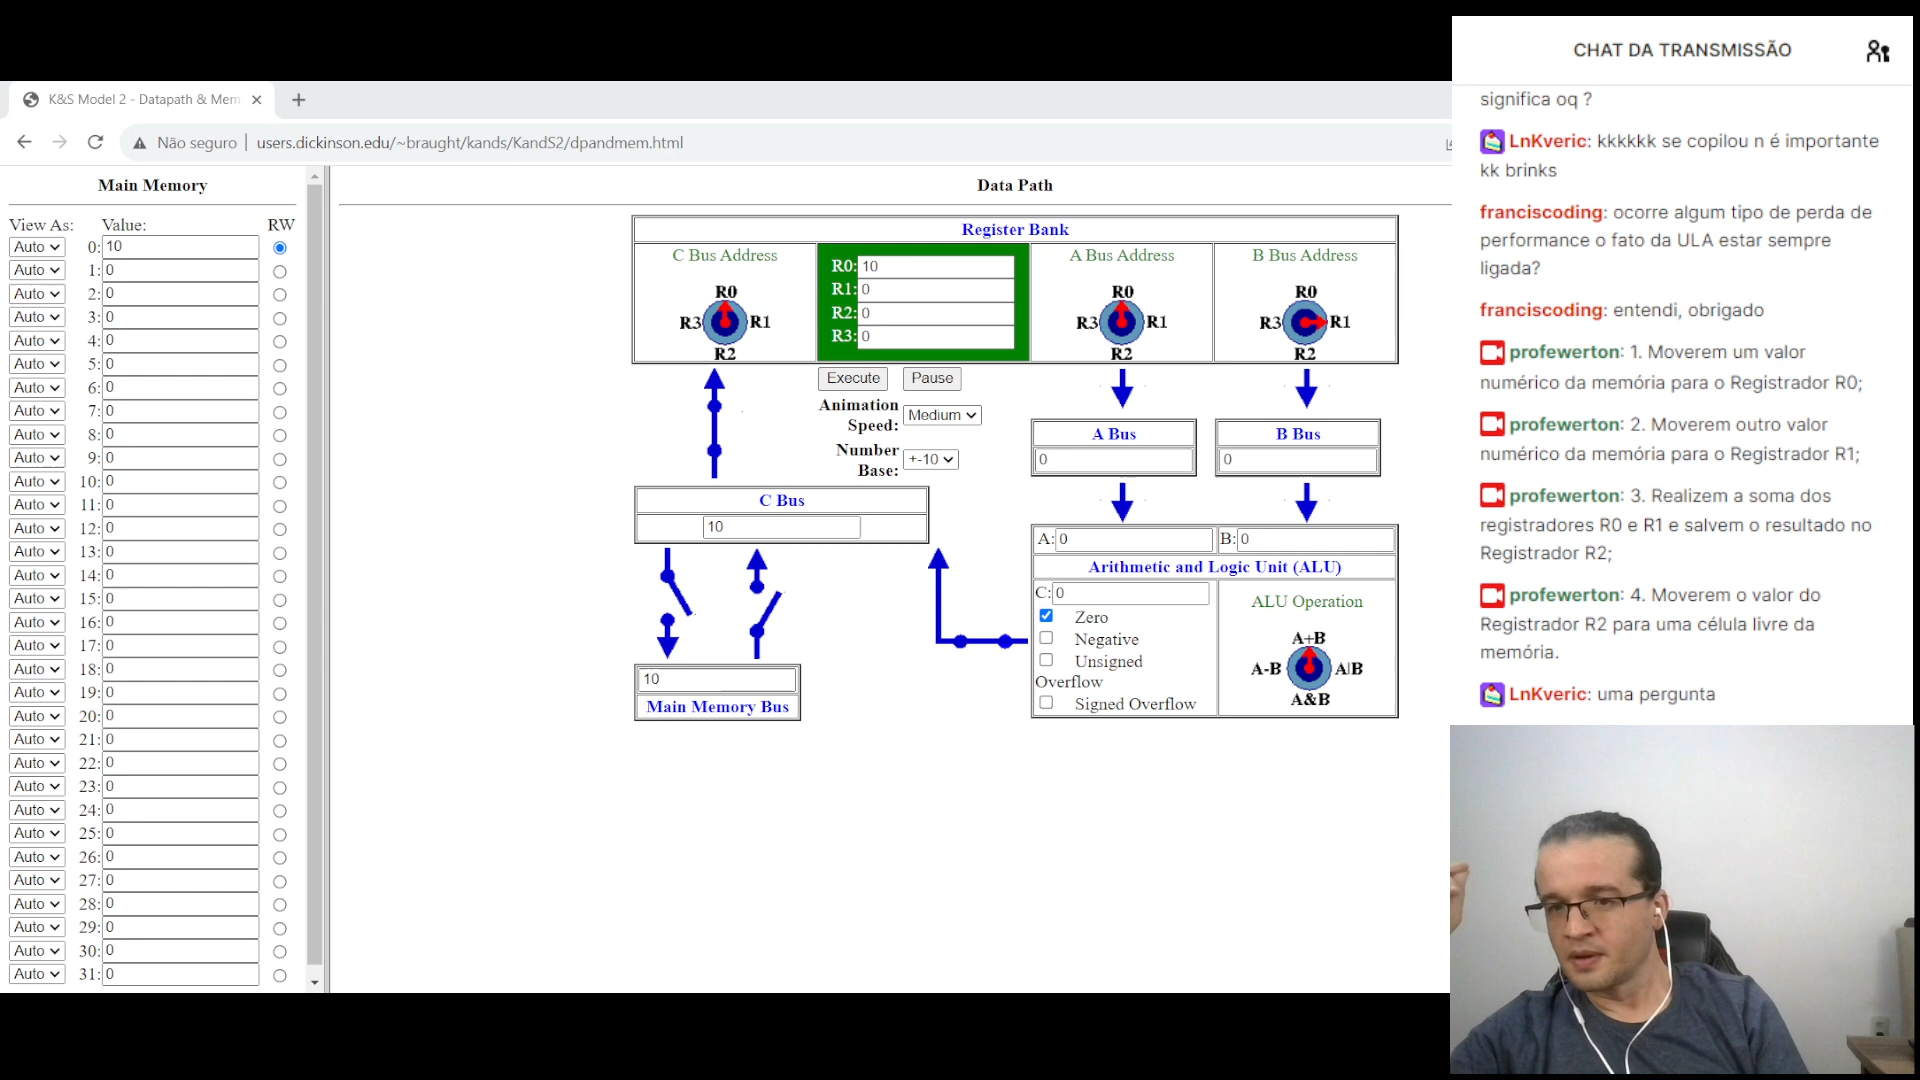 K&S Model 2 - Datapath & Mem
Não seguro
users.dickinson.edu/~braught/kands/KandS2/dpandmem.html
Main Memory
View As: Value: RW
Auto 0: 10
Auto 1: 0
Auto 2: 0
Auto 3: 0
Auto 4: 0
Auto 5: 0
Auto 6: 0
Auto 7: 0
Auto 8: 0
Auto 9: 0
Auto 10: 0
Auto 11: 0
Auto 12: 0
Auto 13: 0
Auto 14: 0
Auto 15: 0
Auto 16: 0
Auto 17: 0
Auto 18: 0
Auto 19: 0
Auto 20: 0
Auto 21: 0
Auto 22: 0
Auto 23: 0
Auto 24: 0
Auto 25: 0
Auto 26: 0
Auto 27: 0
Auto 28: 0
Auto 29: 0
Auto 30: 0
Auto 31: 0
Data Path
Register Bank
C Bus Address
R0
R3 R1
R2
R0: 10
R1: 0
R2: 0
R3: 0
A Bus Address
R0
R3 R1
R2
B Bus Address
R0
R3 R1
R2
Execute Pause
Animation
Speed: Medium
Number
Base: +-10
A Bus
0
B Bus
0
C Bus
10
10
Main Memory Bus
A: 0 B: 0
Arithmetic and Logic Unit (ALU)
C: 0
Zero
Negative
Unsigned
Overflow
Signed Overflow
ALU Operation
A+B
A-B A|B
A&B
CHAT DA TRANSMISSÃO
significa oq ?
LnKveric: kkkkkk se copilou n é importante
kk brinks
franciscoding: ocorre algum tipo de perda de
performance o fato da ULA estar sempre
ligada?
franciscoding: entendi, obrigado
profewerton: 1. Moverem um valor
numérico da memória para o Registrador R0;
profewerton: 2. Moverem outro valor
numérico da memória para o Registrador R1;
profewerton: 3. Realizem a soma dos
registradores R0 e R1 e salvem o resultado no
Registrador R2;
profewerton: 4. Moverem o valor do
Registrador R2 para uma célula livre da
memória.
LnKveric: uma pergunta